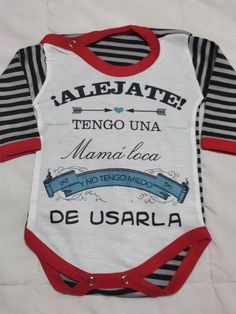 ¡ALEJATE!
TENGO UNA
Mamá loca
Y NO TENGO MIEDO
DE USARLA